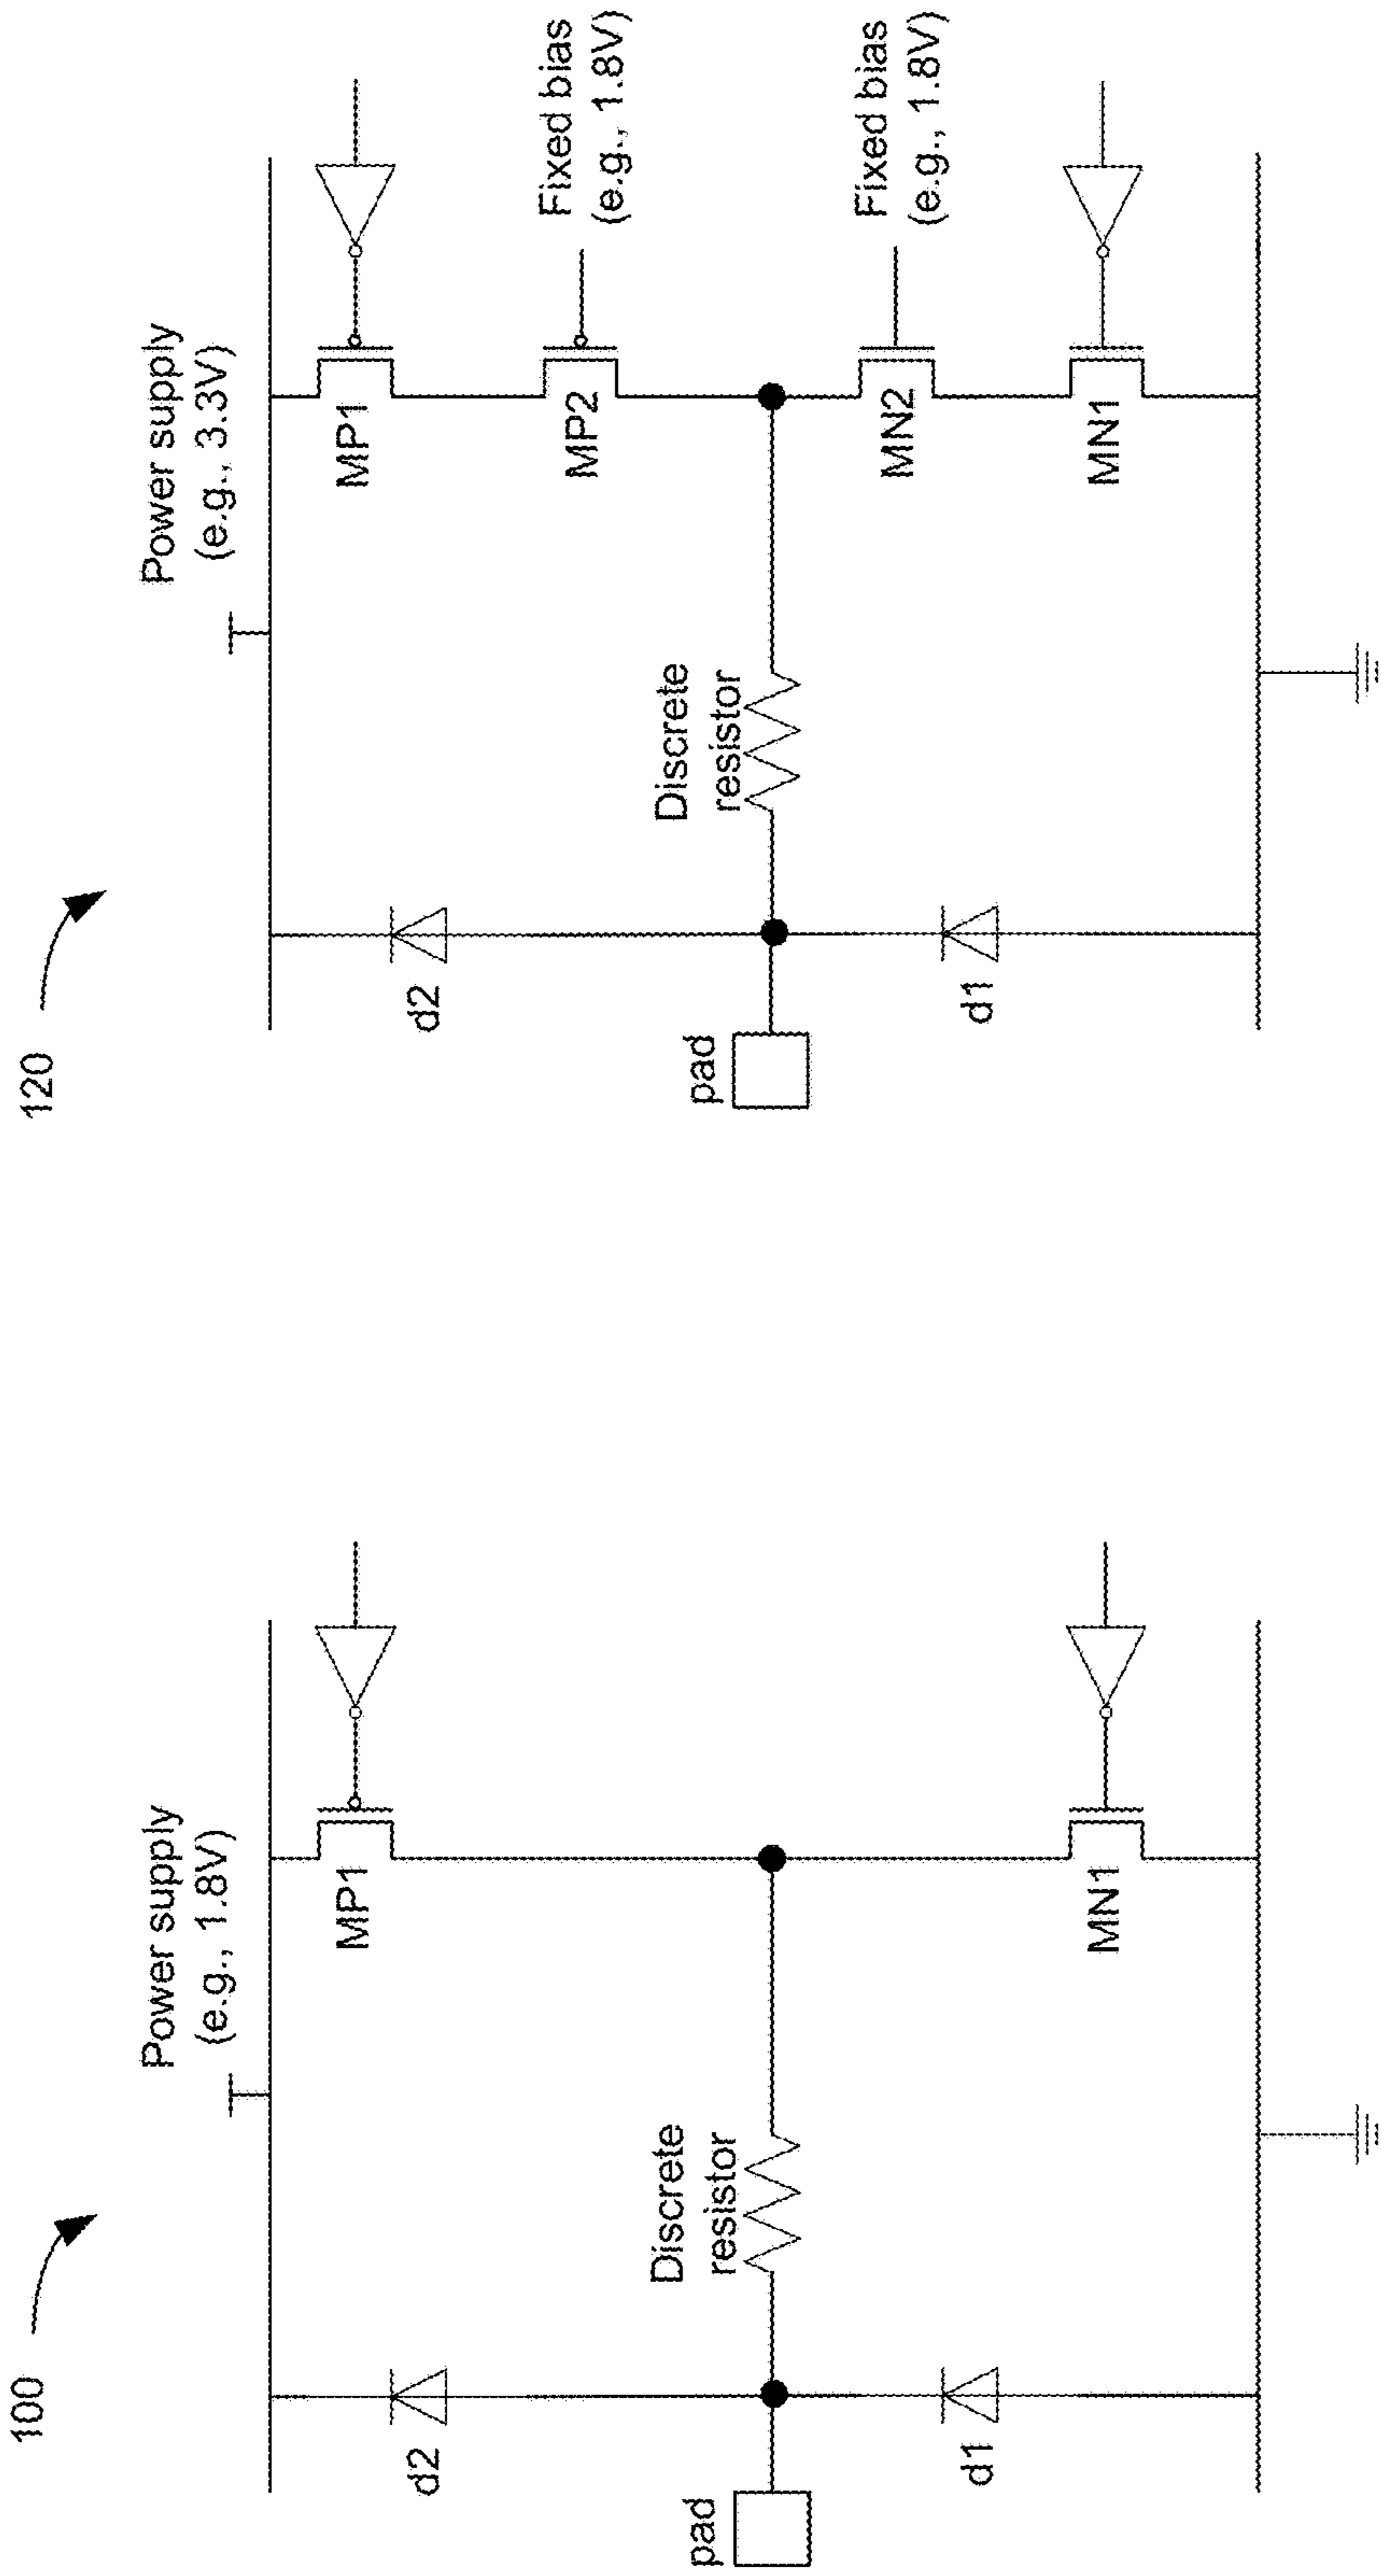 100
Power supply
(e.g., 1.8V)
d2
MP1
Discrete
resistor
pad
d1
MN1
120
Power supply
(e.g., 3.3V)
d2
MP1
MP2
Fixed bias
(e.g., 1.8V)
Discrete
resistor
pad
MN2
Fixed bias
(e.g., 1.8V)
d1
MN1